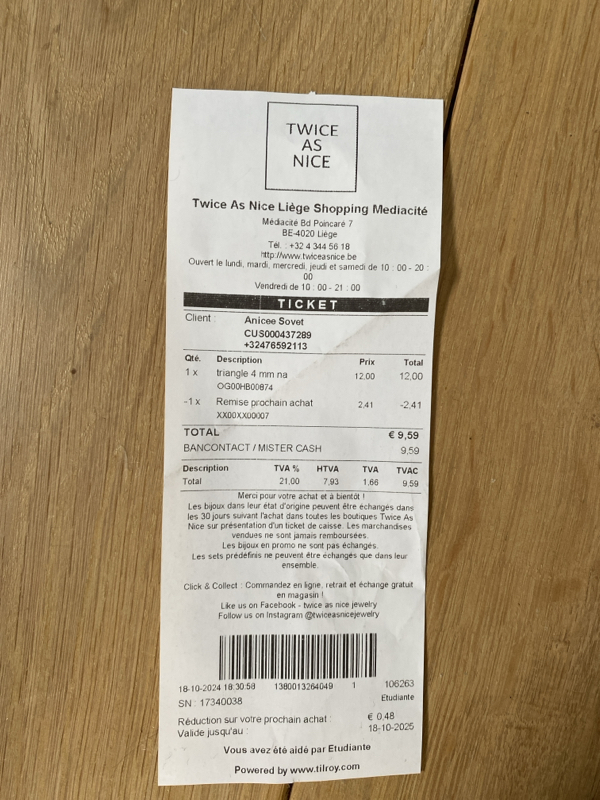 TWICE
AS
NICE
Twice As Nice Liège Shopping Mediacité
Médiacité Bd Poincaré 7
BE-4020 Liège
Tél. : +32 4 344 56 18
http://www.twiceasnice.be
Ouvert le lundi, mardi, mercredi, jeudi et samedi de 10 : 00 - 20 :
00
Vendredi de 10 : 00 - 21 : 00
TICKET
Client : Anicee Sovet
CUS000437289
+32476592113
Qté. Description Prix Total
1 x triangle 4 mm na 12,00 12,00
OG00HB00874
-1 x Remise prochain achat 2,41 -2,41
XX00XX00007
TOTAL € 9,59
BANCONTACT / MISTER CASH 9,59
Description TVA % HTVA TVA TVAC
Total 21,00 7,93 1,66 9,59
Merci pour votre achat et à bientôt !
Les bijoux dans leur état d'origine peuvent être échangés dans
les 30 jours suivant l'achat dans toutes les boutiques Twice As
Nice sur présentation d'un ticket de caisse. Les marchandises
vendues ne sont jamais remboursées.
Les bijoux en promo ne sont pas échangés.
Les sets prédéfinis ne peuvent être échangés que dans leur
ensemble.
Click & Collect : Commandez en ligne, retrait et échange gratuit
en magasin !
Like us on Facebook - twice as nice jewelry
Follow us on Instagram @twiceasnicejewelry
18-10-2024 18:30:58 1380013264049 1 106263
SN : 17340038 Etudiante
Réduction sur votre prochain achat : € 0,48
Valide jusqu'au : 18-10-2025
Vous avez été aidé par Etudiante
Powered by www.tilroy.com